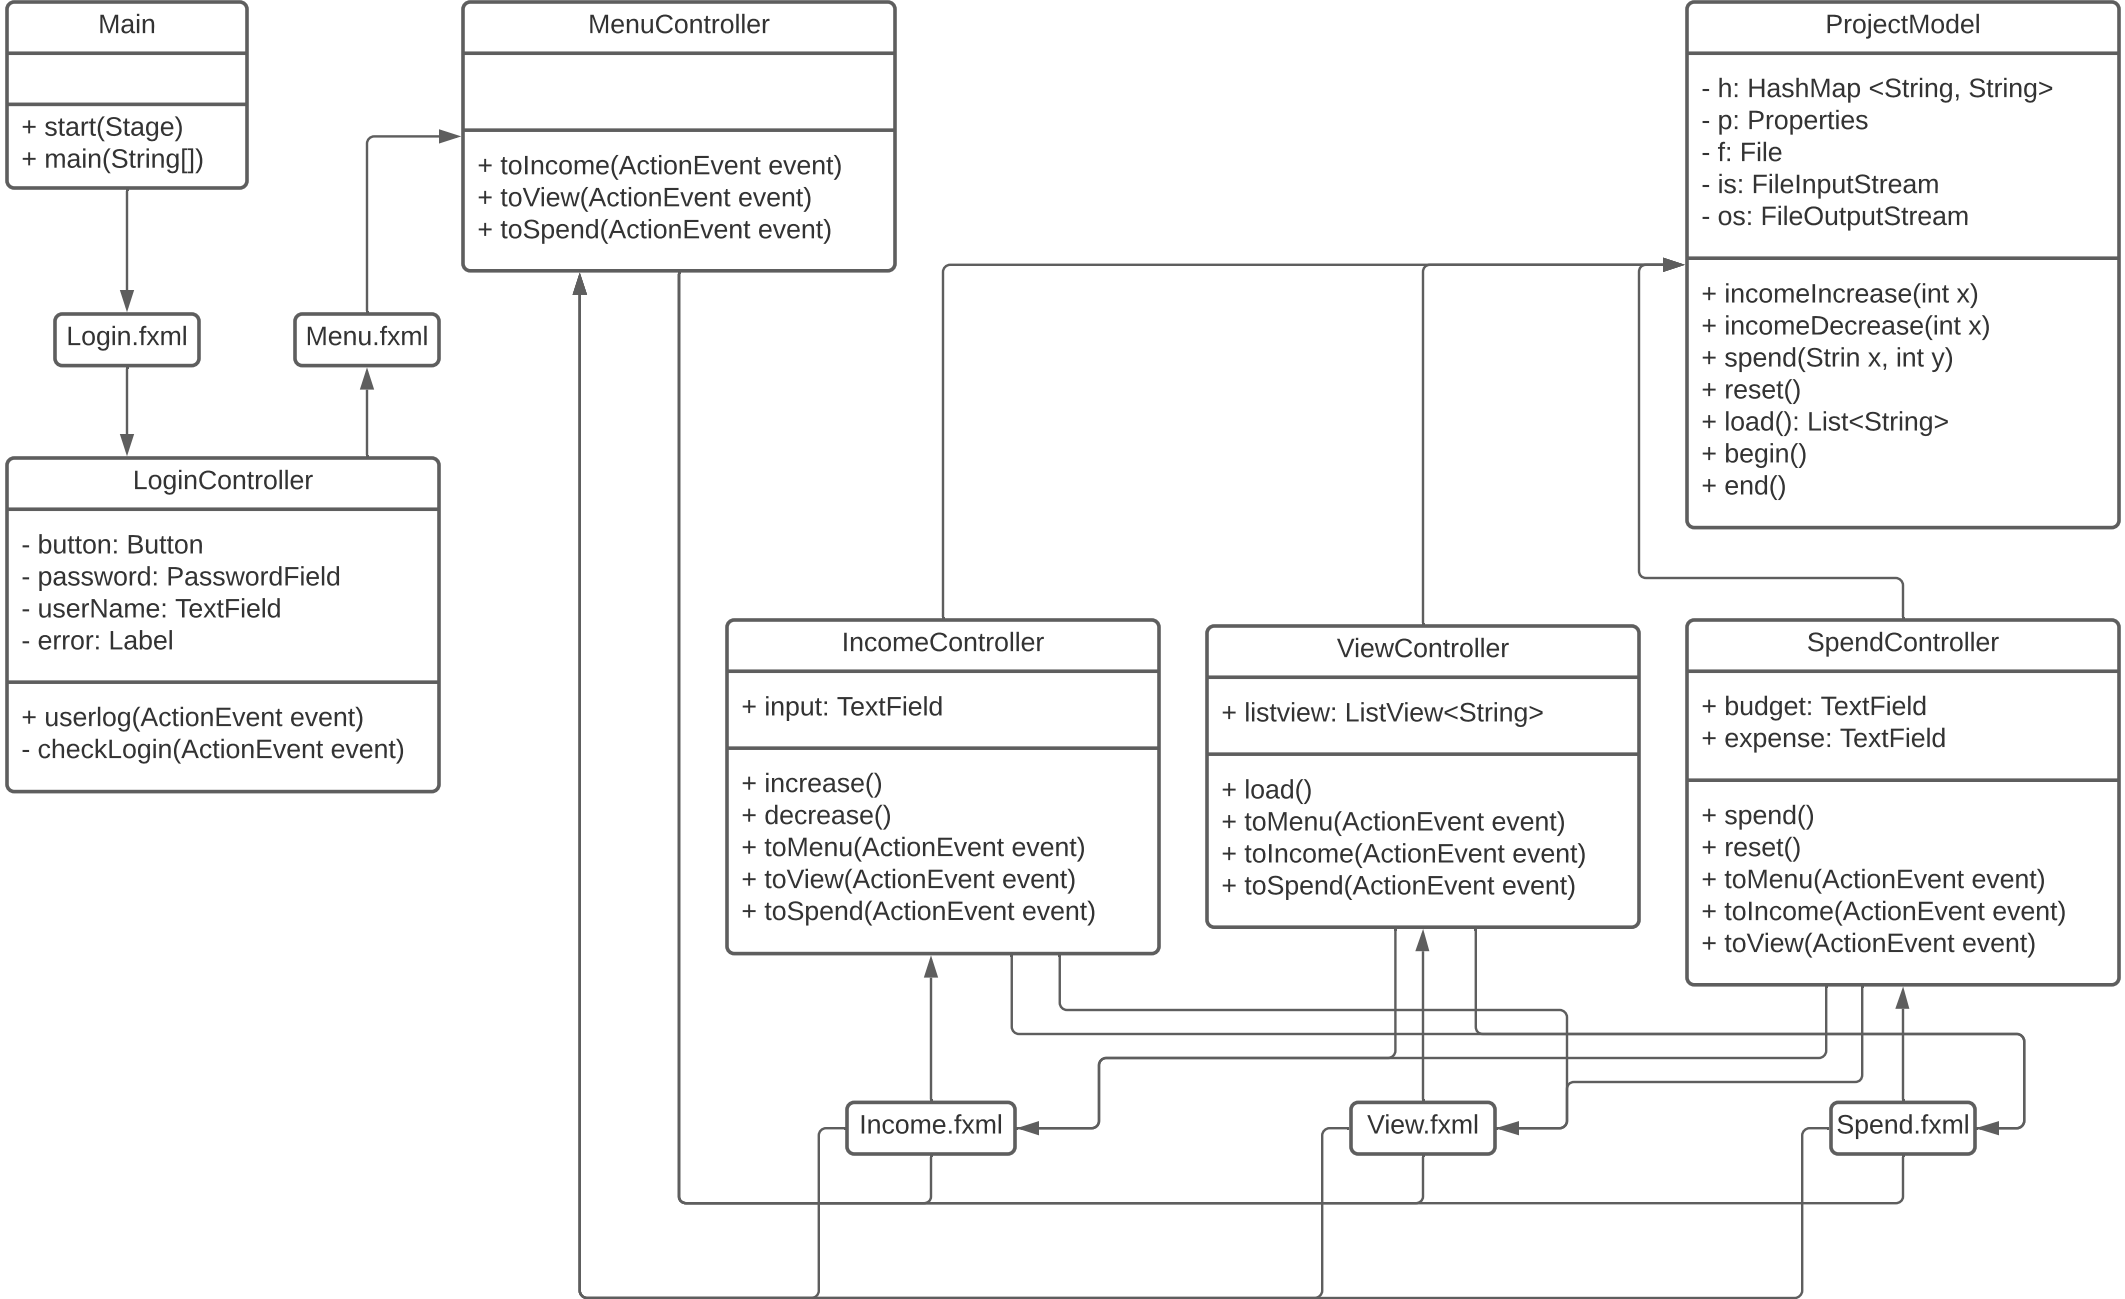 Main
+ start(Stage)
+ main(String[])
MenuController
+ toIncome(ActionEvent event)
+ toView(ActionEvent event)
+ toSpend(ActionEvent event)
ProjectModel
- h: HashMap <String, String>
- p: Properties
- f: File
- is: FileInputStream
- os: FileOutputStream
+ incomeIncrease(int x)
+ incomeDecrease(int x)
+ spend(Strin x, int y)
+ reset()
+ load(): List<String>
+ begin()
+ end()
Login.fxml
Menu.fxml
LoginController
- button: Button
- password: PasswordField
- userName: TextField
- error: Label
+ userlog(ActionEvent event)
- checkLogin(ActionEvent event)
IncomeController
+ input: TextField
+ increase()
+ decrease()
+ toMenu(ActionEvent event)
+ toView(ActionEvent event)
+ toSpend(ActionEvent event)
ViewController
+ listview: ListView<String>
+ load()
+ toMenu(ActionEvent event)
+ toIncome(ActionEvent event)
+ toSpend(ActionEvent event)
SpendController
+ budget: TextField
+ expense: TextField
+ spend()
+ reset()
+ toMenu(ActionEvent event)
+ toIncome(ActionEvent event)
+ toView(ActionEvent event)
Income.fxml
View.fxml
Spend.fxml